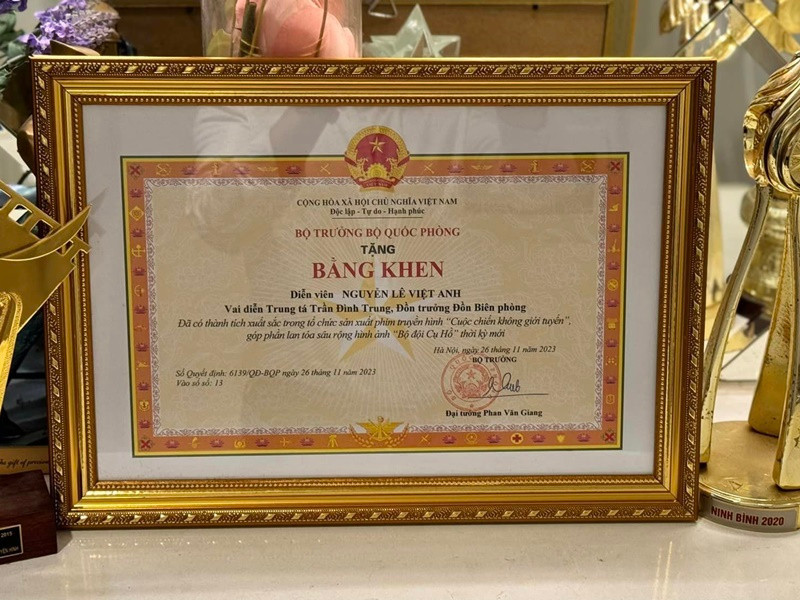 CỘNG HÒA XÃ HỘI CHỦ NGHĨA VIỆT NAM
Độc lập - Tự do - Hạnh phúc
BỘ TRƯỞNG BỘ QUỐC PHÒNG
TẶNG
BẰNG KHEN
Diễn viên NGUYỄN LÊ VIỆT ANH
Vai diễn Trung tá Trần Đình Trung, Đồn trưởng Đồn Biên phòng
Đã có thành tích xuất sắc trong tổ chức sản xuất phim truyền hình "Cuộc chiến không giới tuyến",
góp phần lan tỏa sâu rộng hình ảnh "Bộ đội Cụ Hồ" thời kỳ mới
Hà Nội, ngày 26 tháng 11 năm 2023
BỘ TRƯỞNG
Số Quyết định: 6139/QĐ-BQP ngày 26 tháng 11 năm 2023
Vào sổ số: 13
Đại tướng Phan Văn Giang
The gift of
2015
NINH BÌNH 2020